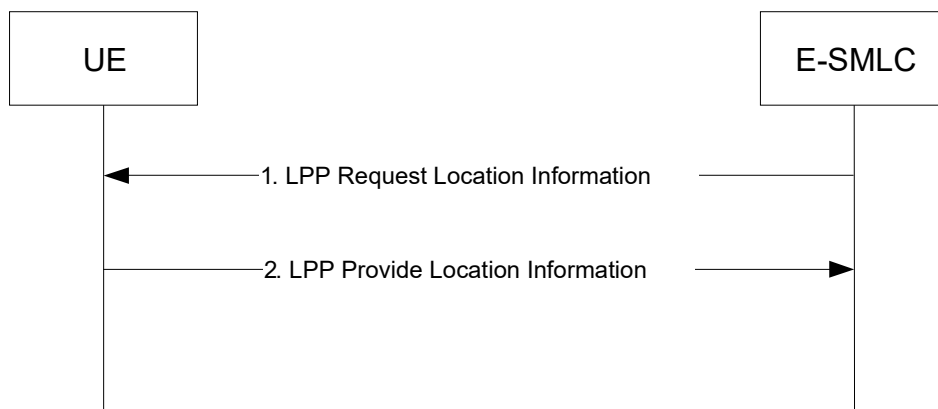 UE
E-SMLC
1. LPP Request Location Information
2. LPP Provide Location Information